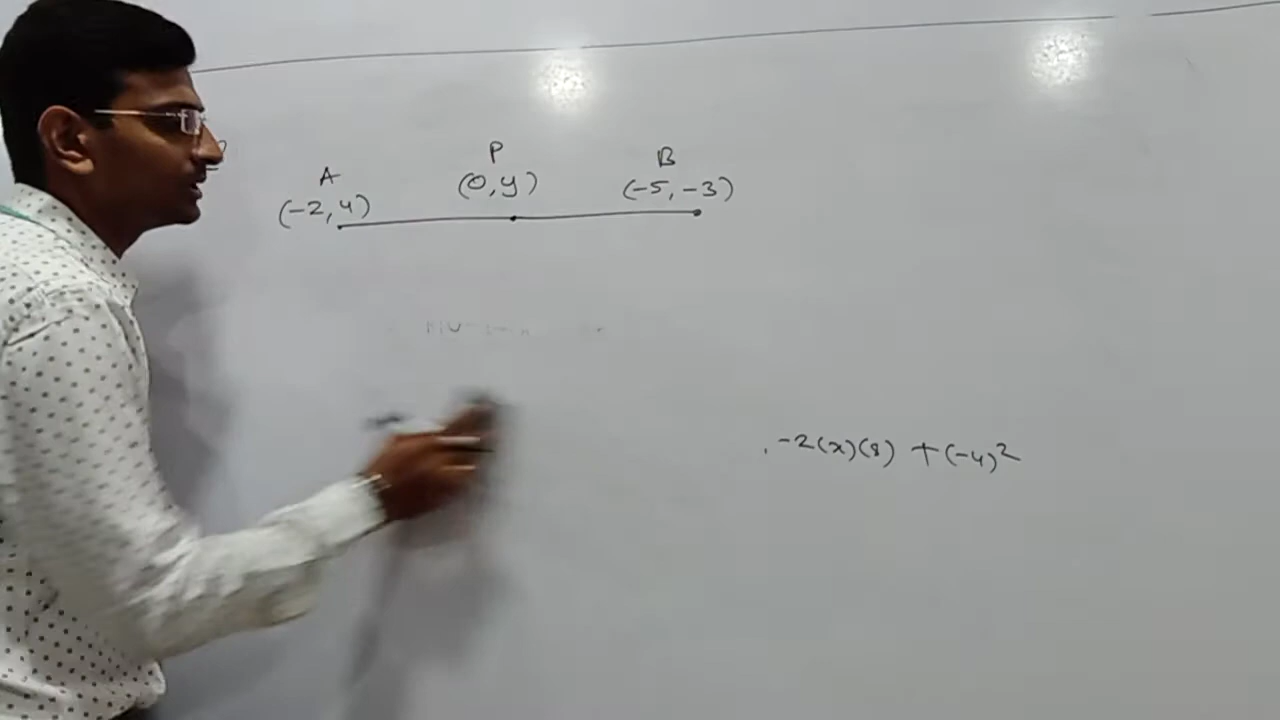 A P B
(-2, 4) (0, y) (-5, -3)
-2(x)(8) + (-4)²